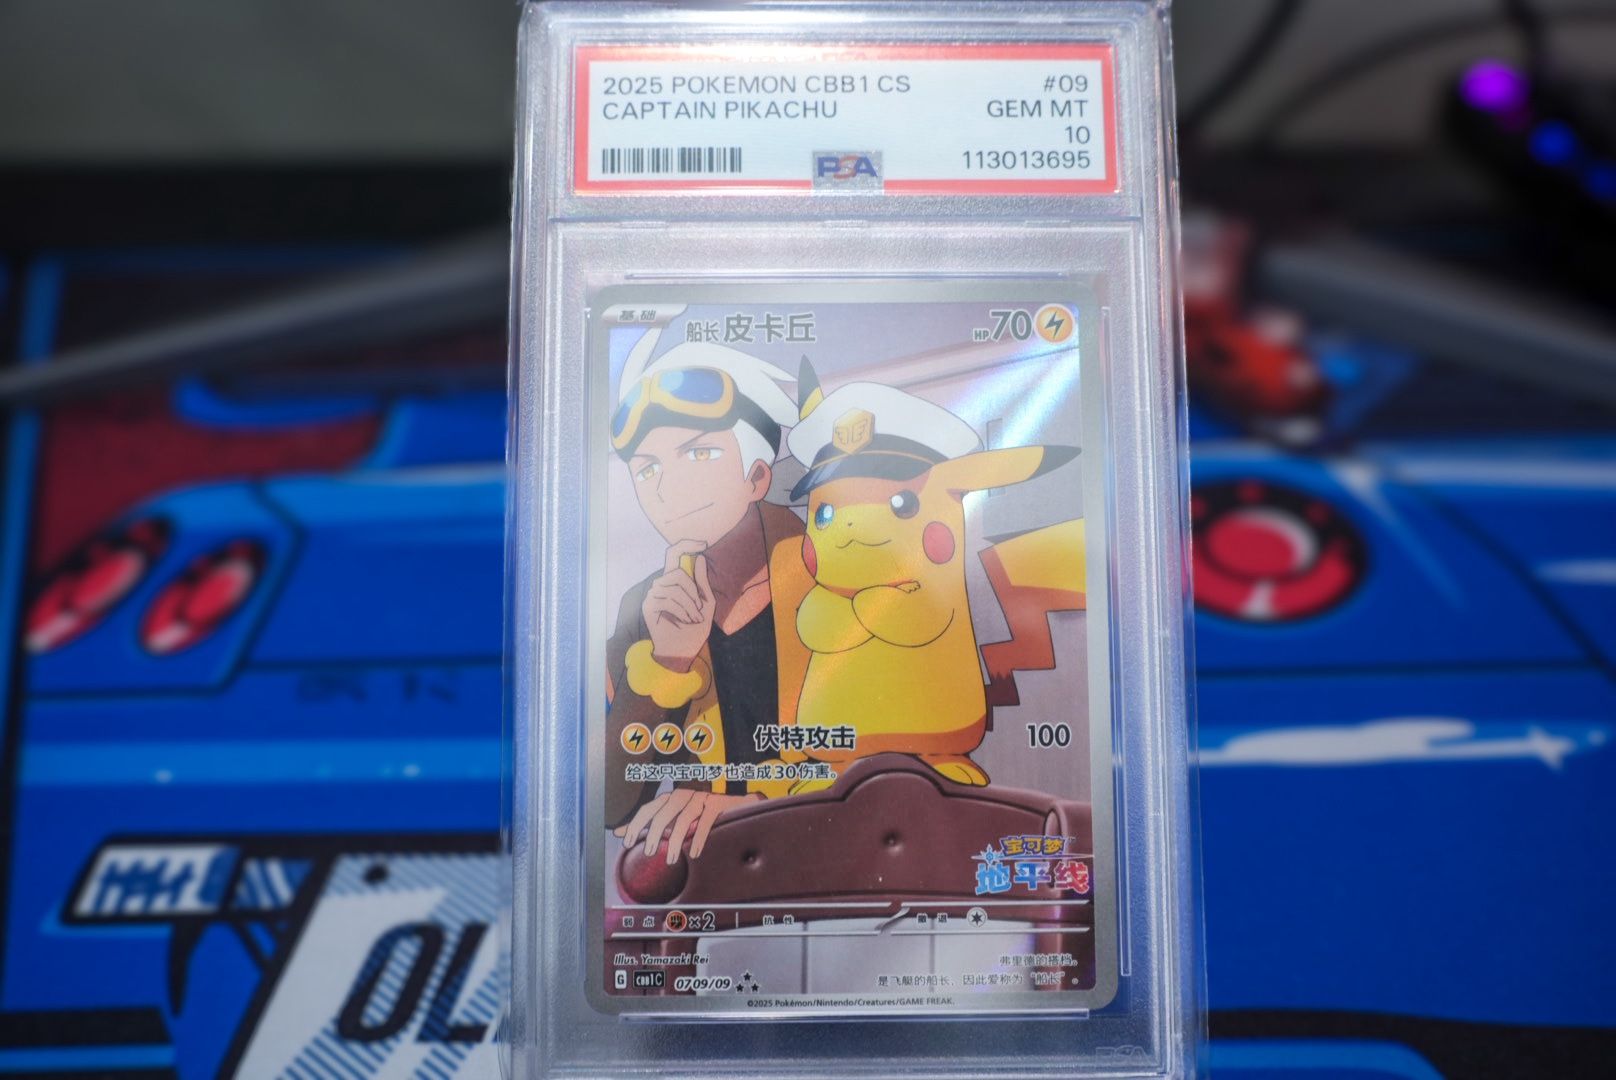 2025 POKEMON CBB1 CS #09
CAPTAIN PIKACHU GEM MT
10
PSA 113013695
基础
船长 皮卡丘 HP70
伏特攻击 100
给这只宝可梦也造成30伤害。
宝可梦
地平线
弱点 ×2 抗性 撤退
Illus. Yamazaki Rei 弗里德的搭档。
G CBB1C 0709/09 是飞艇的船长，因此爱称为“船长”。
©2025 Pokémon/Nintendo/Creatures/GAME FREAK.
PSA
OL